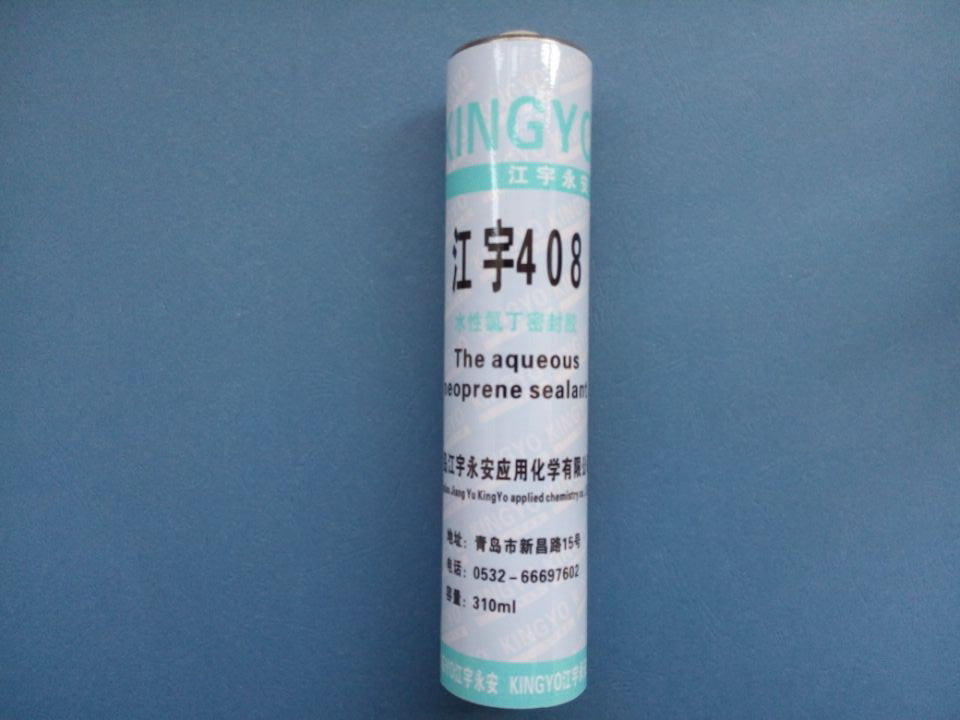 KINGYO
江宇永安
江宇408
水性氯丁密封胶
The aqueous
neoprene sealant
江宇永安应用化学有限公
Jiang Yu KingYo applied chemistry co.
地址：青岛市新昌路15号
电话：0532-66697602
容量：310ml
江宇永安 KINGYO江宇